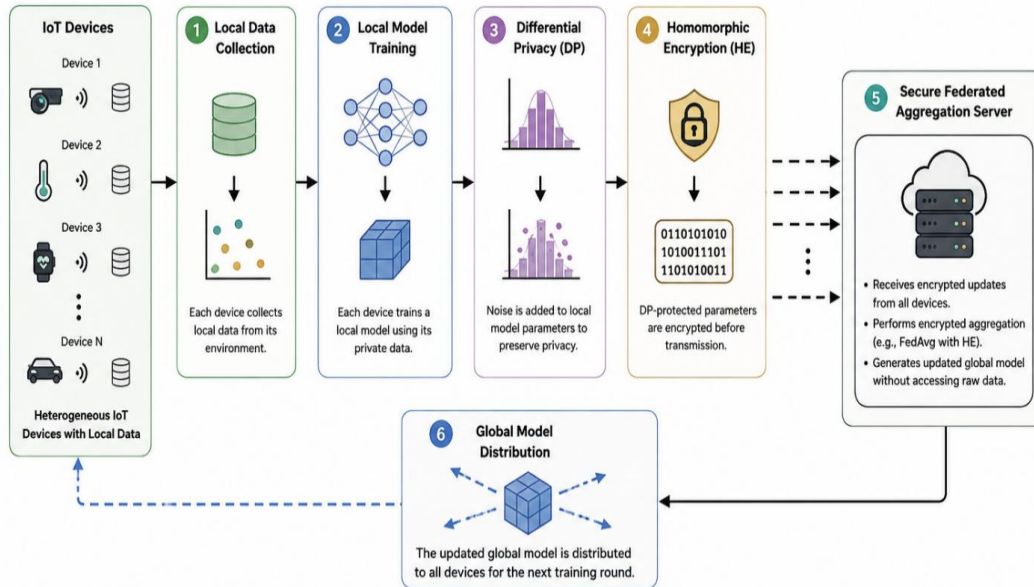 IoT Devices
Device 1
Device 2
Device 3
Device N
Heterogeneous IoT
Devices with Local Data
1
Local Data
Collection
Each device collects
local data from its
environment.
2
Local Model
Training
Each device trains a
local model using its
private data.
3
Differential
Privacy (DP)
Noise is added to local
model parameters to
preserve privacy.
4
Homomorphic
Encryption (HE)
0110101010
1010011101
1101010011
DP-protected parameters
are encrypted before
transmission.
5
Secure Federated
Aggregation Server
• Receives encrypted updates
from all devices.
• Performs encrypted aggregation
(e.g., FedAvg with HE).
• Generates updated global model
without accessing raw data.
6
Global Model
Distribution
The updated global model is distributed
to all devices for the next training round.